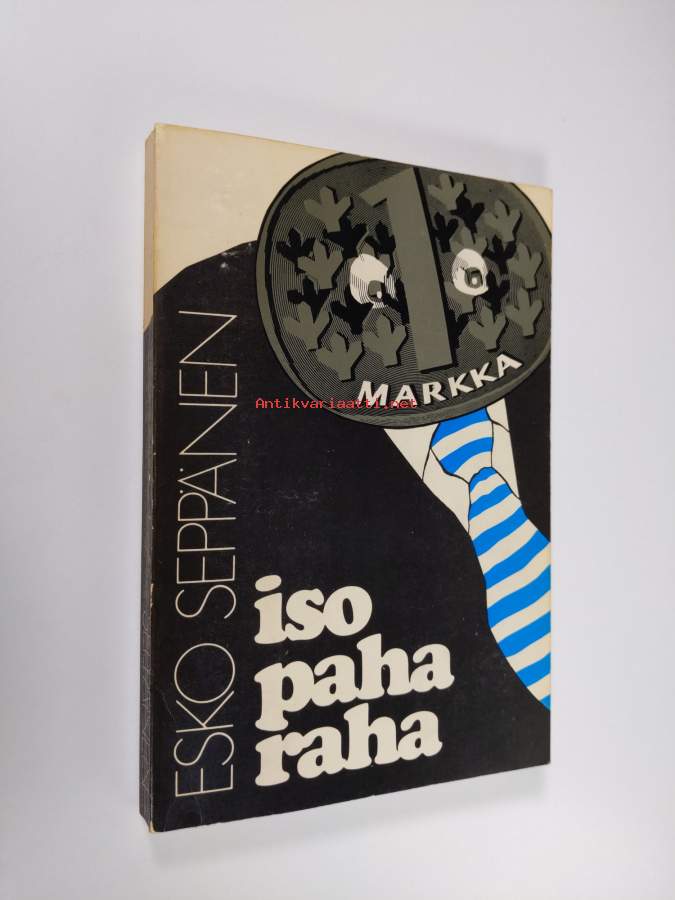 1
MARKKA
Antikvariaatti.net
ESKO SEPPÄNEN
iso
paha
raha